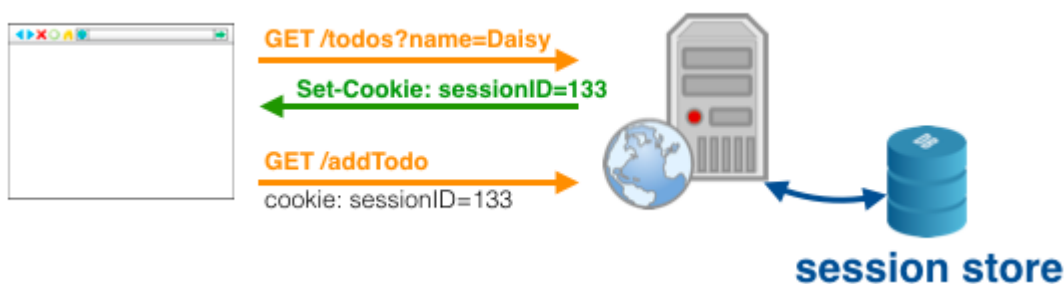 GET /todos?name=Daisy
Set-Cookie: sessionID=133
GET /addTodo
cookie: sessionID=133
session store